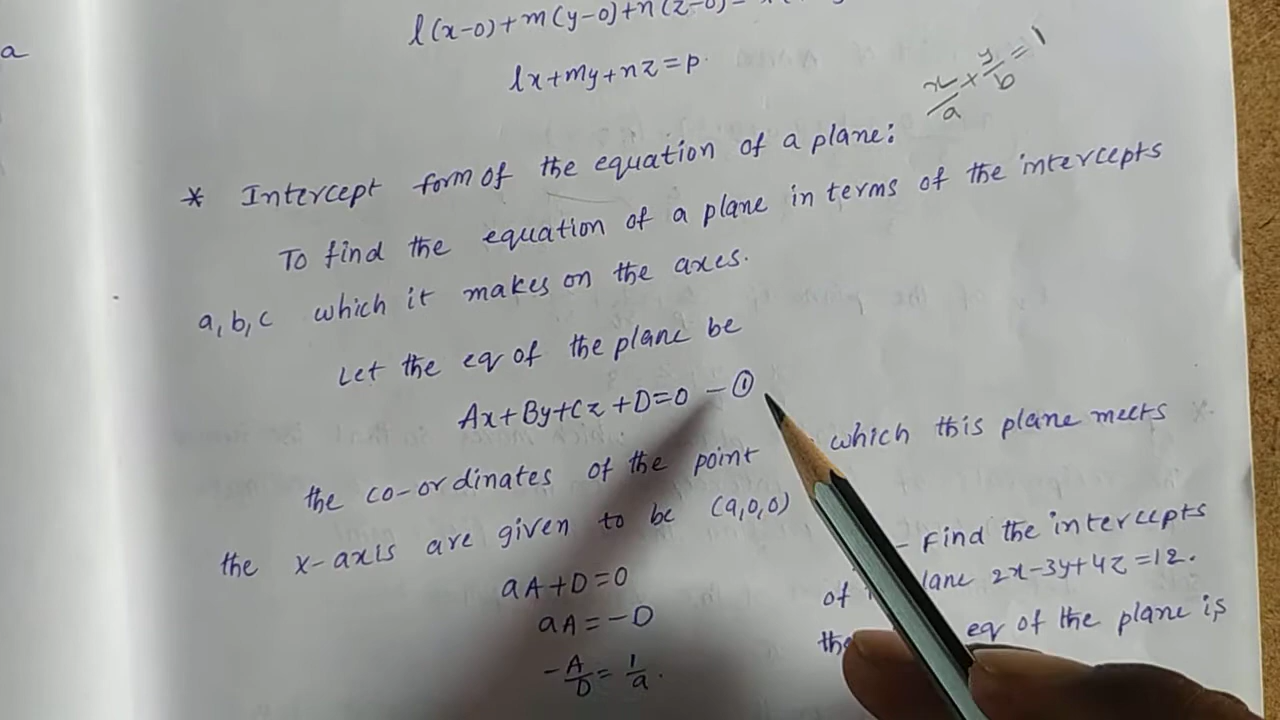 a
l(x-0)+m(y-0)+n(z-0)=
lx+my+nz=p.
x/a + y/b = 1
* Intercept form of the equation of a plane:
To find the equation of a plane in terms of the intercepts
a,b,c which it makes on the axes.
Let the eq of the plane be
Ax+By+Cz+D=0 -①
the co-ordinates of the point which this plane meets
the x-axis are given to be (a,0,0)
aA+D=0
aA=-D
-A/D=1/a.
- Find the intercepts
of lane 2x-3y+4z=12.
the eq of the plane is